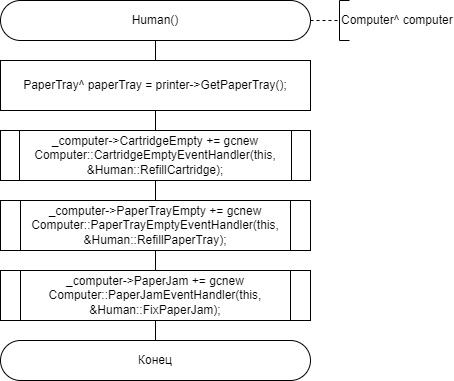 Human()
Computer^ computer
PaperTray^ paperTray = printer->GetPaperTray();
_computer->CartridgeEmpty += gcnew
Computer::CartridgeEmptyEventHandler(this,
&Human::RefillCartridge);
_computer->PaperTrayEmpty += gcnew
Computer::PaperTrayEmptyEventHandler(this,
&Human::RefillPaperTray);
_computer->PaperJam += gcnew
Computer::PaperJamEventHandler(this,
&Human::FixPaperJam);
Конец